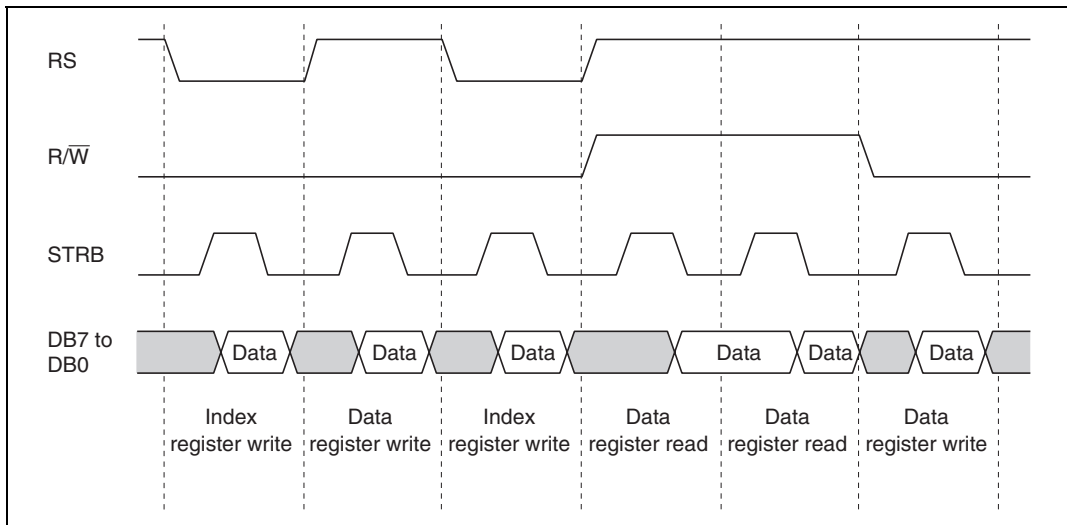 RS
R/W̅
STRB
DB7 to
DB0
Data Data Data Data Data Data
Index
register write
Data
register write
Index
register write
Data
register read
Data
register read
Data
register write